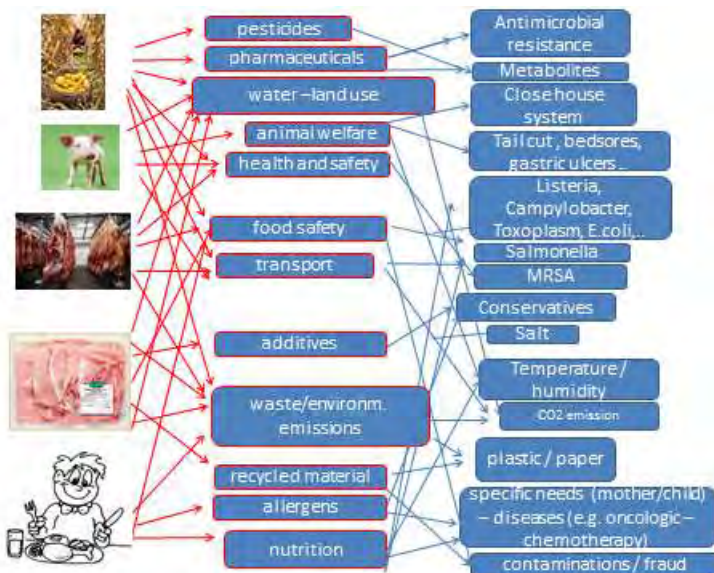 pesticides
pharmaceuticals
water-land use
animal welfare
health and safety
food safety
transport
additives
waste/environm.
emissions
recycled material
allergens
nutrition
Antimicrobial
resistance
Metabolites
Close house
system
Tail cut, bedsores,
gastric ulcers...
Listeria,
Campylobacter,
Toxoplasm, E.coli,..
Salmonella
MRSA
Conservatives
Salt
Temperature /
humidity
CO2 emission
plastic / paper
specific needs (mother/child)
– diseases (e.g. oncologic –
chemotherapy)
contaminations / fraud